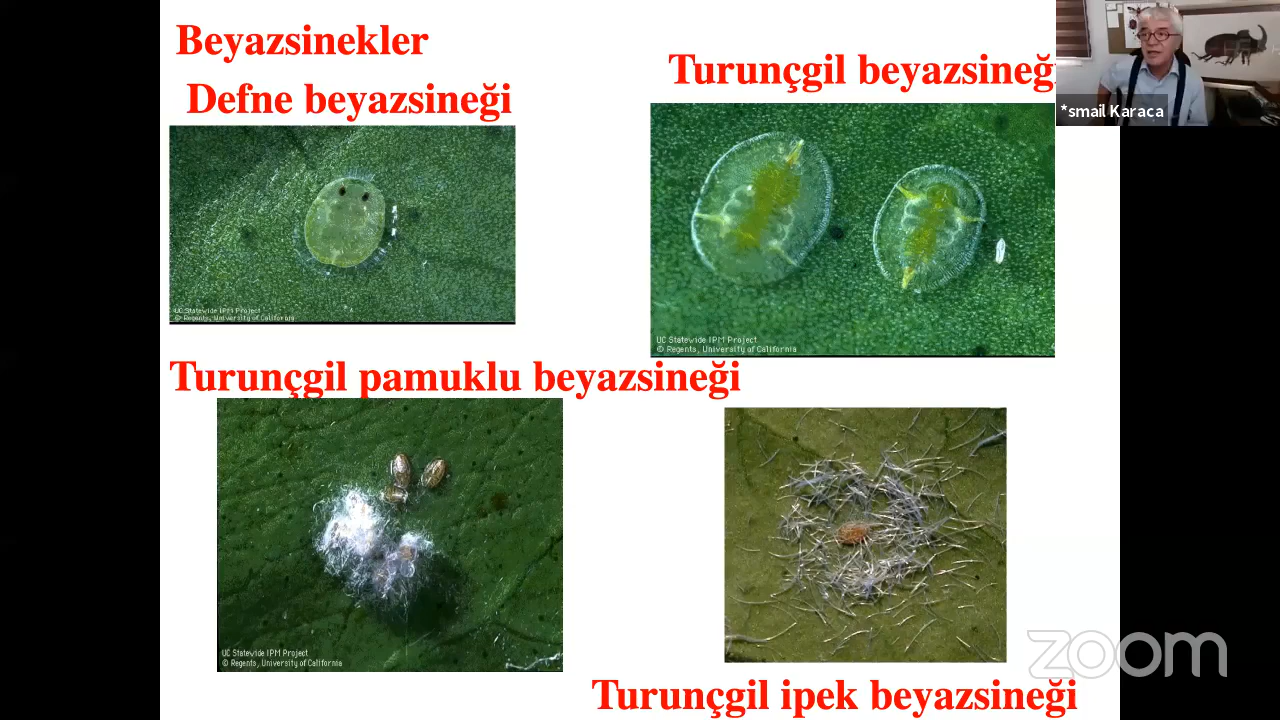 Beyazsinekler
Defne beyazsineği
Turunçgil beyazsineğ
*smail Karaca
UC Statewide IPM Project
© Regents, University of California
UC Statewide IPM Project
© Regents, University of California
Turunçgil pamuklu beyazsineği
UC Statewide IPM Project
© Regents, University of California
zoom
Turunçgil ipek beyazsineği